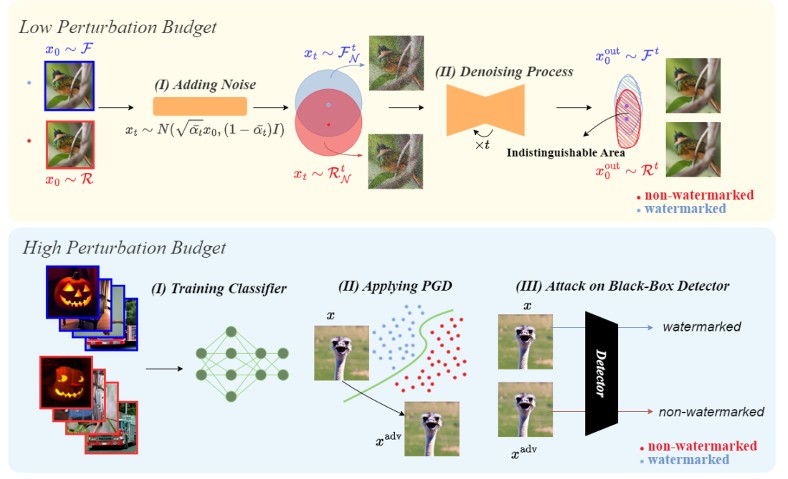 Low Perturbation Budget
x_0 ~ F
(I) Adding Noise
x_t ~ N(√ᾱ_t x_0, (1 − ᾱ_t)I)
x_0 ~ R
x_t ~ F^t_N
x_t ~ R^t_N
(II) Denoising Process
×t
x_0^out ~ F^t
Indistinguishable Area
x_0^out ~ R^t
non-watermarked
watermarked
High Perturbation Budget
(I) Training Classifier
(II) Applying PGD
x
x^adv
(III) Attack on Black-Box Detector
x
x^adv
Detector
watermarked
non-watermarked
non-watermarked
watermarked